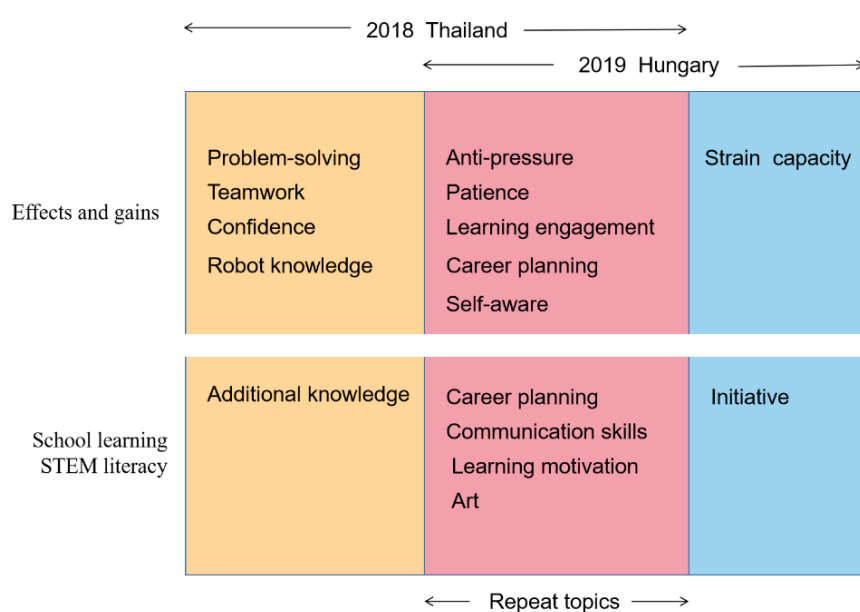 2018 Thailand
2019 Hungary
Effects and gains
Problem-solving
Teamwork
Confidence
Robot knowledge
Anti-pressure
Patience
Learning engagement
Career planning
Self-aware
Strain capacity
School learning
STEM literacy
Additional knowledge
Career planning
Communication skills
Learning motivation
Art
Initiative
Repeat topics